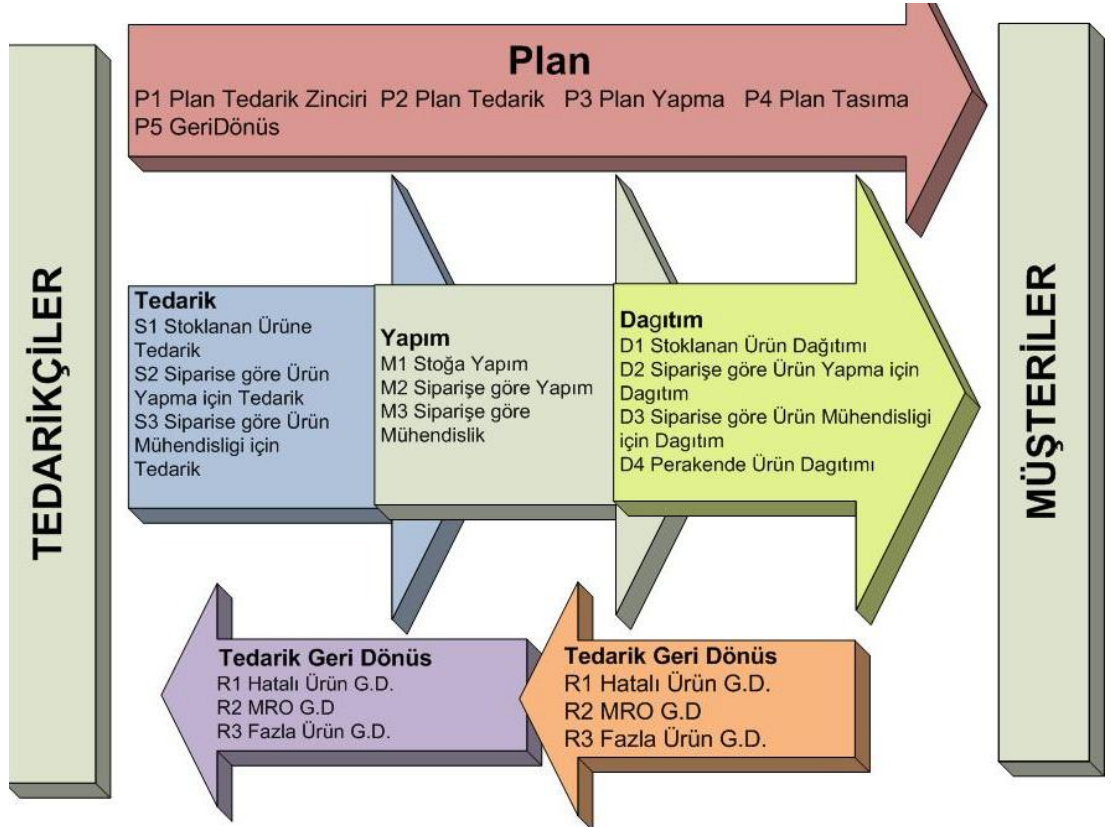 Plan
P1 Plan Tedarik Zinciri P2 Plan Tedarik P3 Plan Yapma P4 Plan Tasıma
P5 GeriDönüs
TEDARİKÇİLER
Tedarik
S1 Stoklanan Ürüne
Tedarik
S2 Siparise göre Ürün
Yapma için Tedarik
S3 Siparise göre Ürün
Mühendisligi için
Tedarik
Yapım
M1 Stoğa Yapım
M2 Siparişe göre Yapım
M3 Siparişe göre
Mühendislik
Dagıtım
D1 Stoklanan Ürün Dağıtımı
D2 Siparişe göre Ürün Yapma için
Dagıtım
D3 Siparise göre Ürün Mühendisligi
için Dagıtım
D4 Perakende Ürün Dagıtımı
MÜŞTERİLER
Tedarik Geri Dönüs
R1 Hatalı Ürün G.D.
R2 MRO G.D
R3 Fazla Ürün G.D.
Tedarik Geri Dönüs
R1 Hatalı Ürün G.D.
R2 MRO G.D
R3 Fazla Ürün G.D.